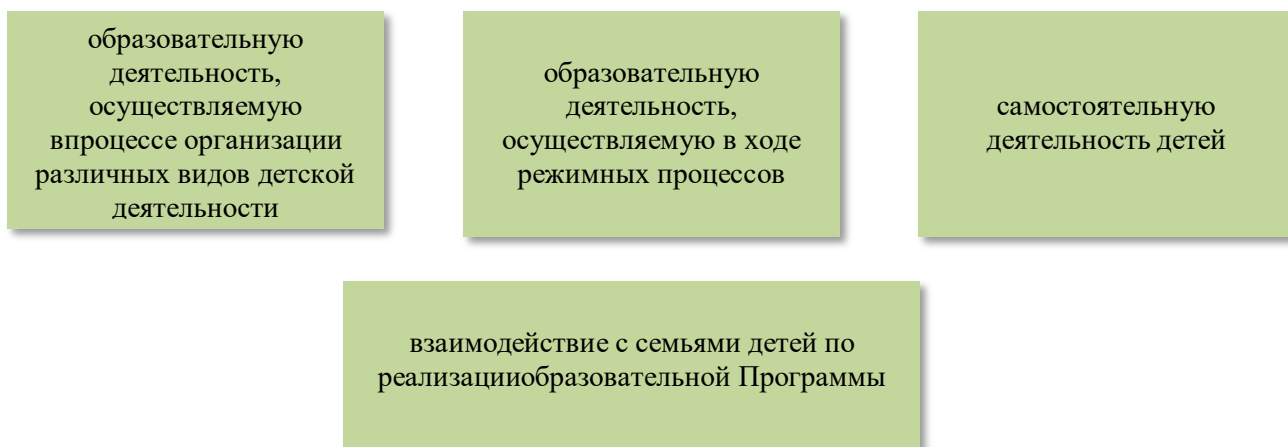 образовательную
деятельность,
осуществляемую
впроцессе организации
различных видов детской
деятельности
образовательную
деятельность,
осуществляемую в ходе
режимных процессов
самостоятельную
деятельность детей
взаимодействие с семьями детей по
реализацииобразовательной Программы